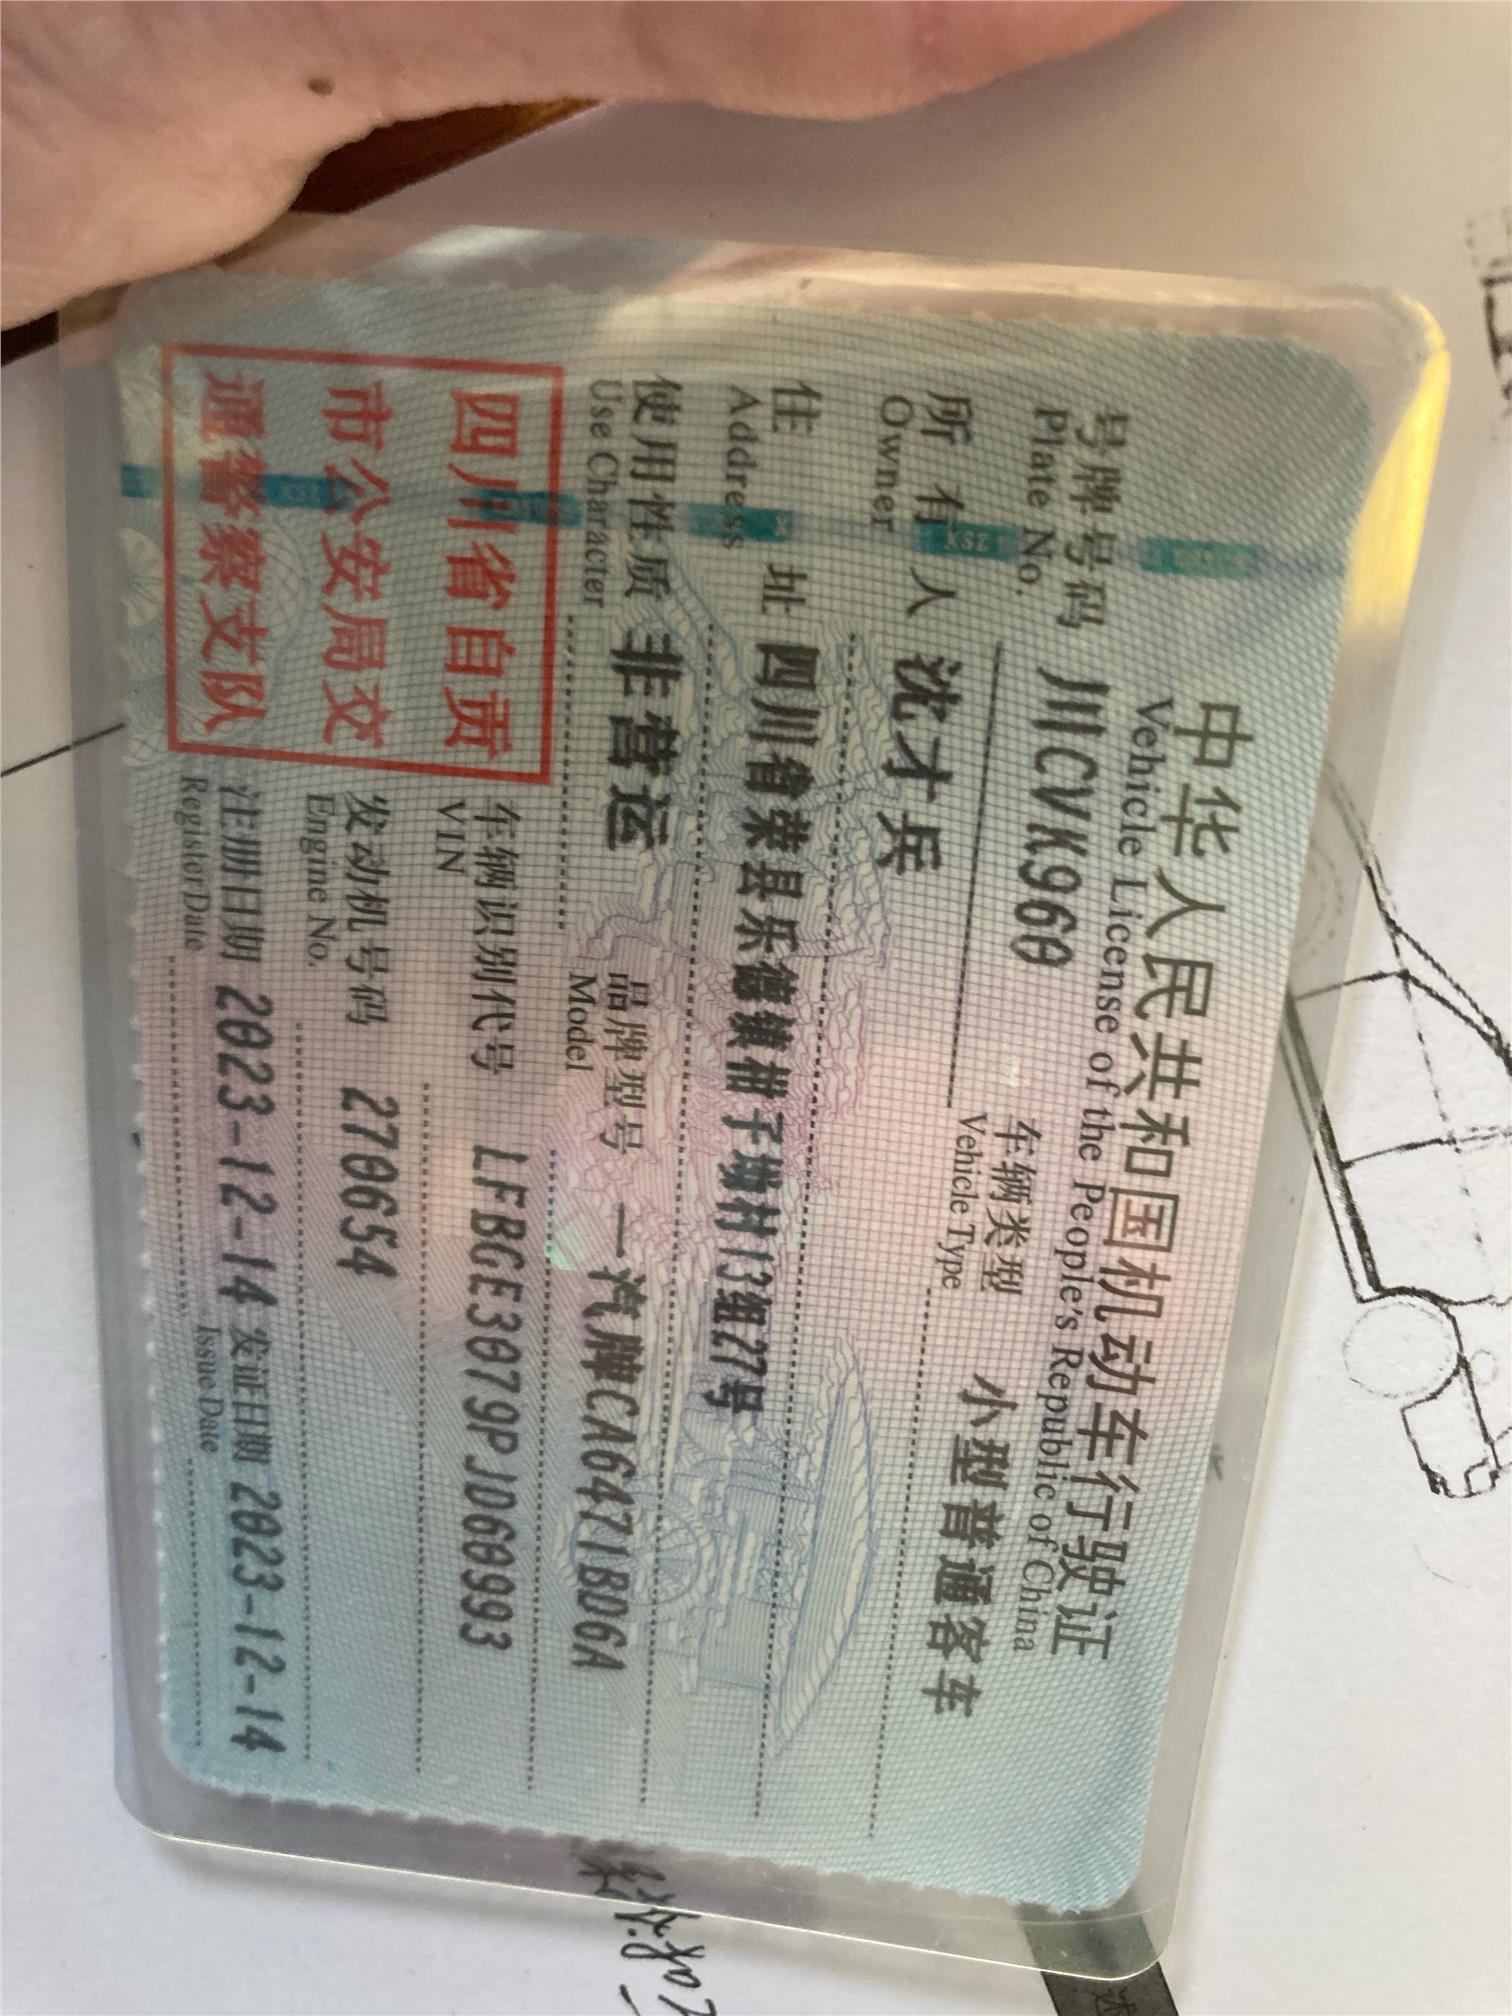 中华人民共和国机动车行驶证
Vehicle License of the People's Republic of China
号牌号码 川CVK960 车辆类型 小型普通客车
Plate No. Vehicle Type
所有人 沈才兵
Owner
住址 四川省荣县乐德镇柑子坳村13组27号
Address
使用性质 非营运 品牌型号 一汽牌CA6471BD6A
Use Character Model
四川省自贡
市公安局交
通警察支队
车辆识别代号 LFBGE3079PJD60993
VIN
发动机号码 270654
Engine No.
注册日期 2023-12-14 发证日期 2023-12-14
Register Date Issue Date